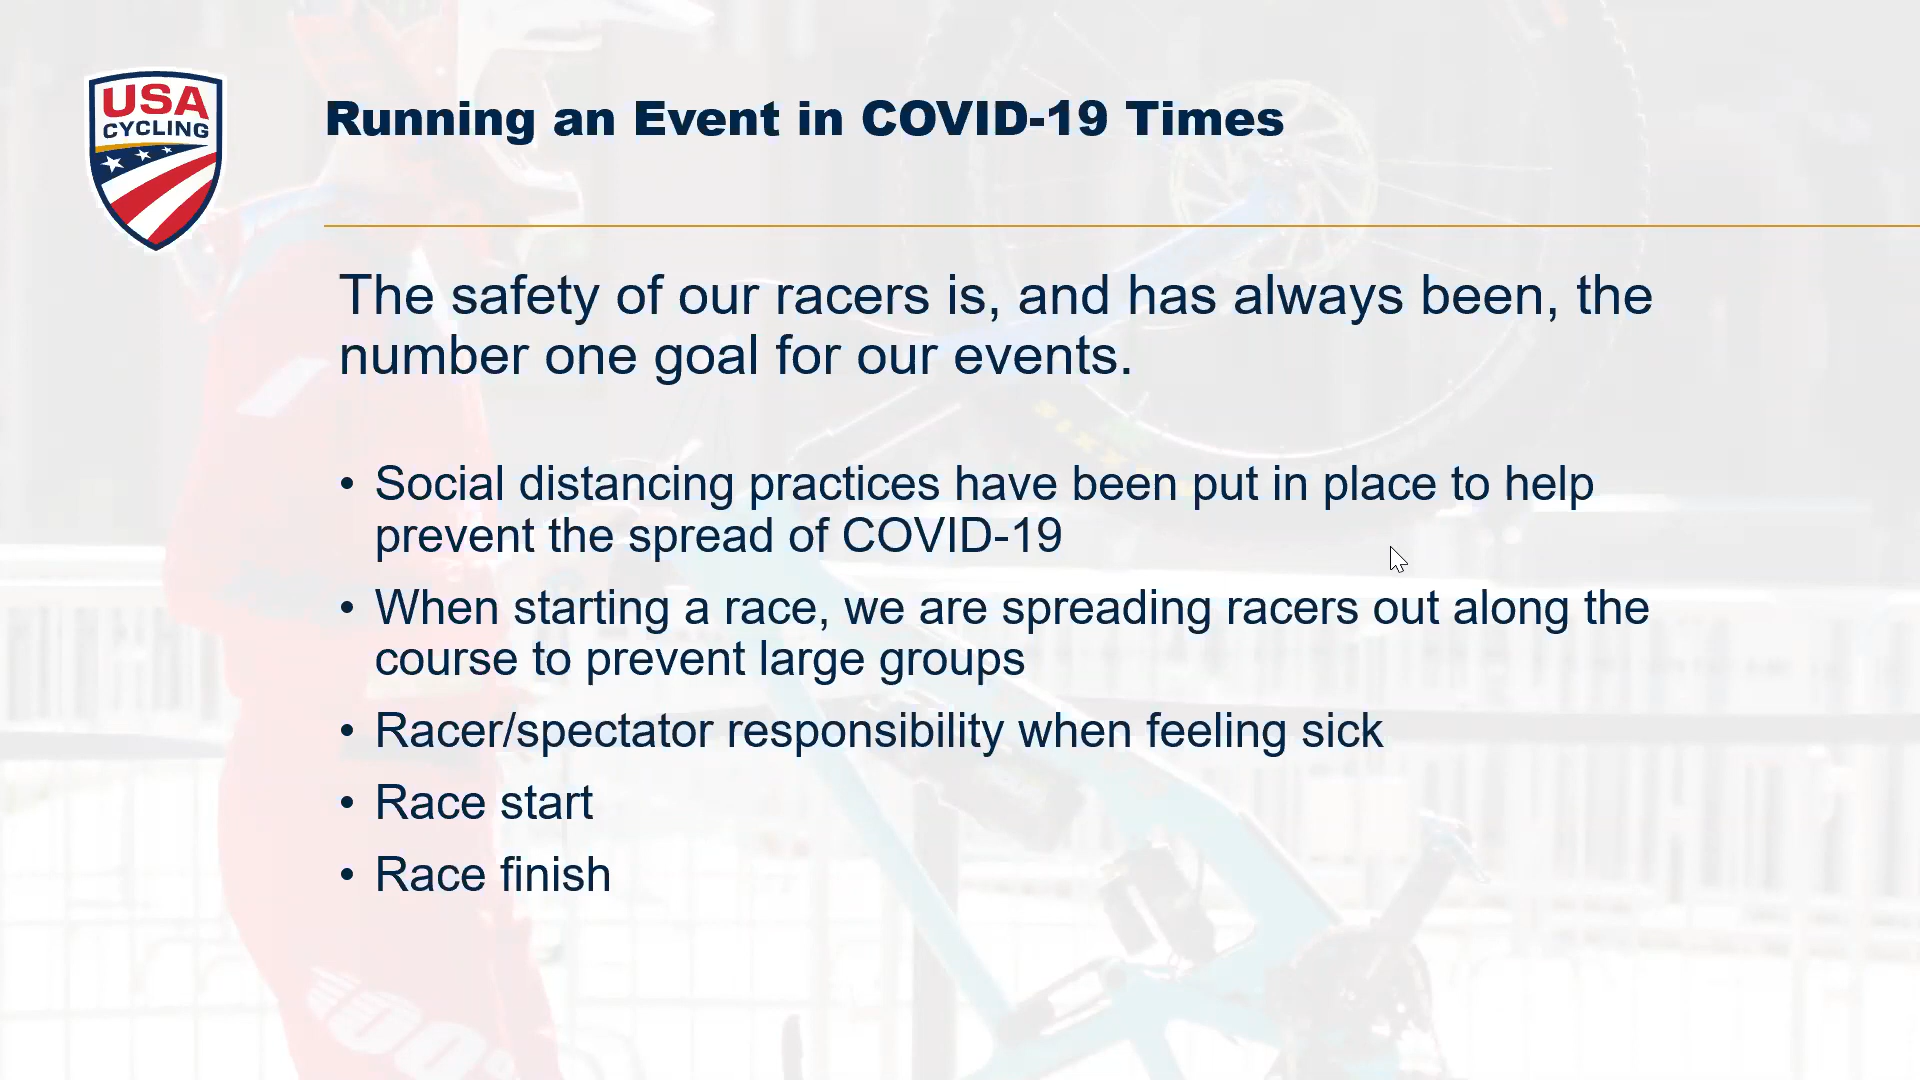 USA
CYCLING
Running an Event in COVID-19 Times
The safety of our racers is, and has always been, the
number one goal for our events.
• Social distancing practices have been put in place to help
prevent the spread of COVID-19
• When starting a race, we are spreading racers out along the
course to prevent large groups
• Racer/spectator responsibility when feeling sick
• Race start
• Race finish
100%